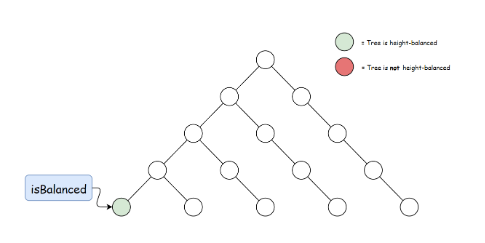 = Tree is height-balanced
= Tree is not height-balanced
isBalanced